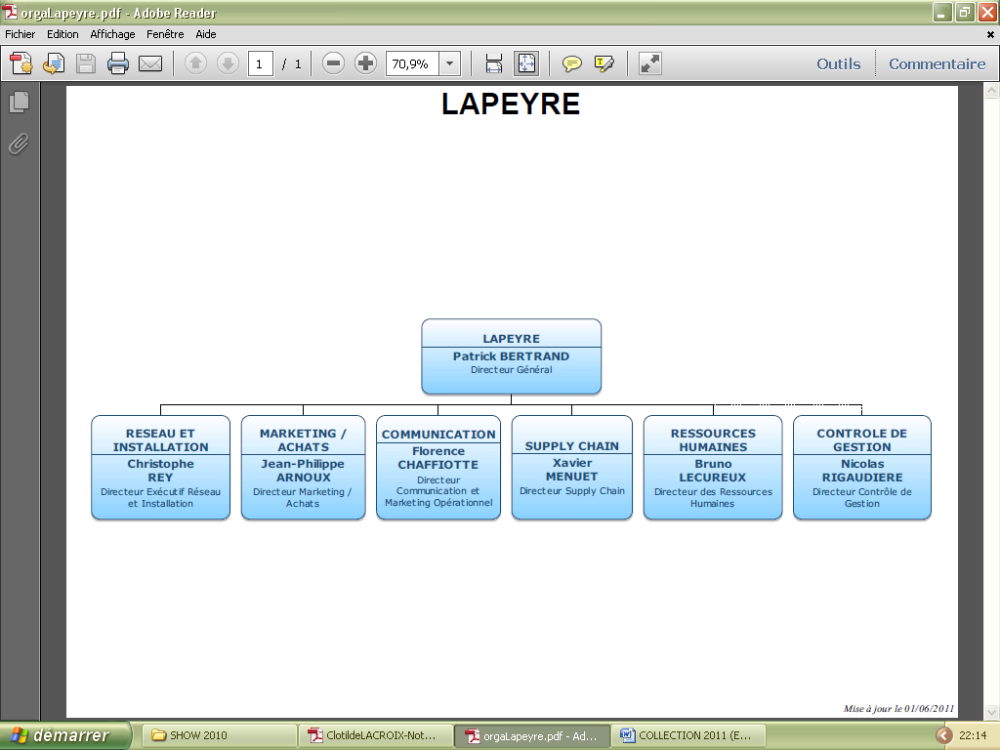 orgaLapeyre.pdf - Adobe Reader
Fichier Edition Affichage Fenêtre Aide
1 / 1 70,9% Outils Commentaire
LAPEYRE
LAPEYRE
Patrick BERTRAND
Directeur Général
RESEAU ET
INSTALLATION
Christophe
REY
Directeur Exécutif Réseau
et Installation
MARKETING /
ACHATS
Jean-Philippe
ARNOUX
Directeur Marketing /
Achats
COMMUNICATION
Florence
CHAFFIOTTE
Directeur
Communication et
Marketing Opérationnel
SUPPLY CHAIN
Xavier
MENUET
Directeur Supply Chain
RESSOURCES
HUMAINES
Bruno
LECUREUX
Directeur des Ressources
Humaines
CONTROLE DE
GESTION
Nicolas
RIGAUDIERE
Directeur Contrôle de
Gestion
Mise à jour le 01/06/2011
démarrer SHOW 2010 ClotildeLACROIX-Not... orgaLapeyre.pdf - Ad... COLLECTION 2011 (E... 22:14